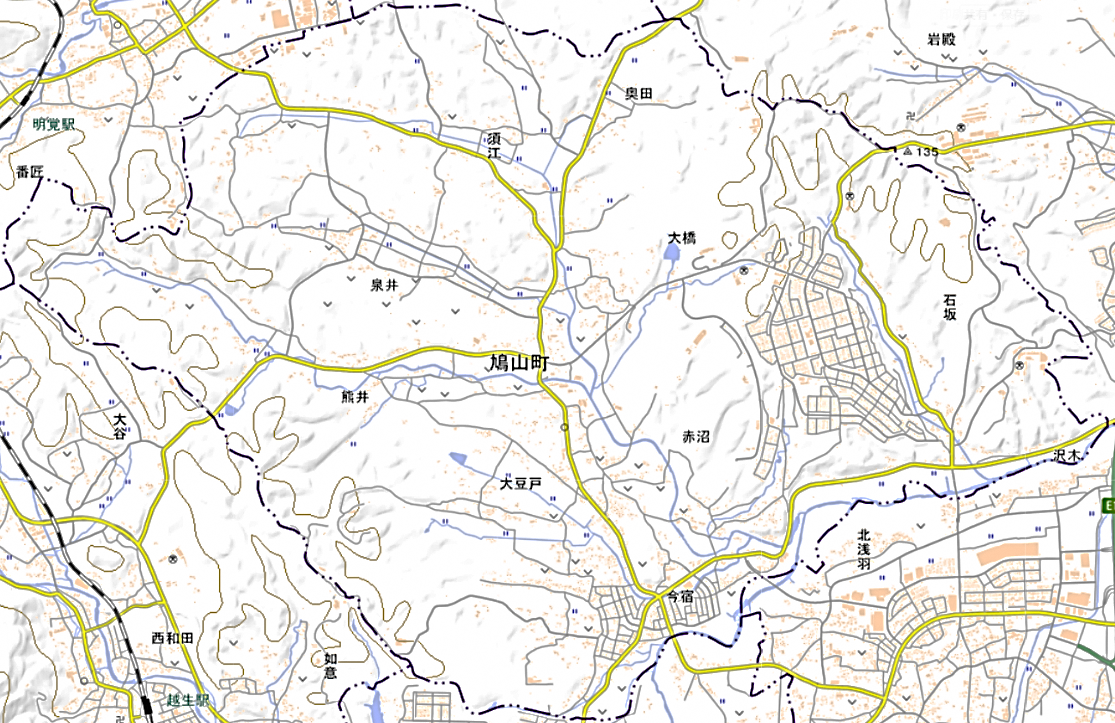 岩殿
奥田
明覚駅
須江
135
番匠
大橋
泉井
石坂
鳩山町
熊井
大谷
赤沼
沢木
大豆戸
E
北浅羽
今宿
西和田
如意
越生駅